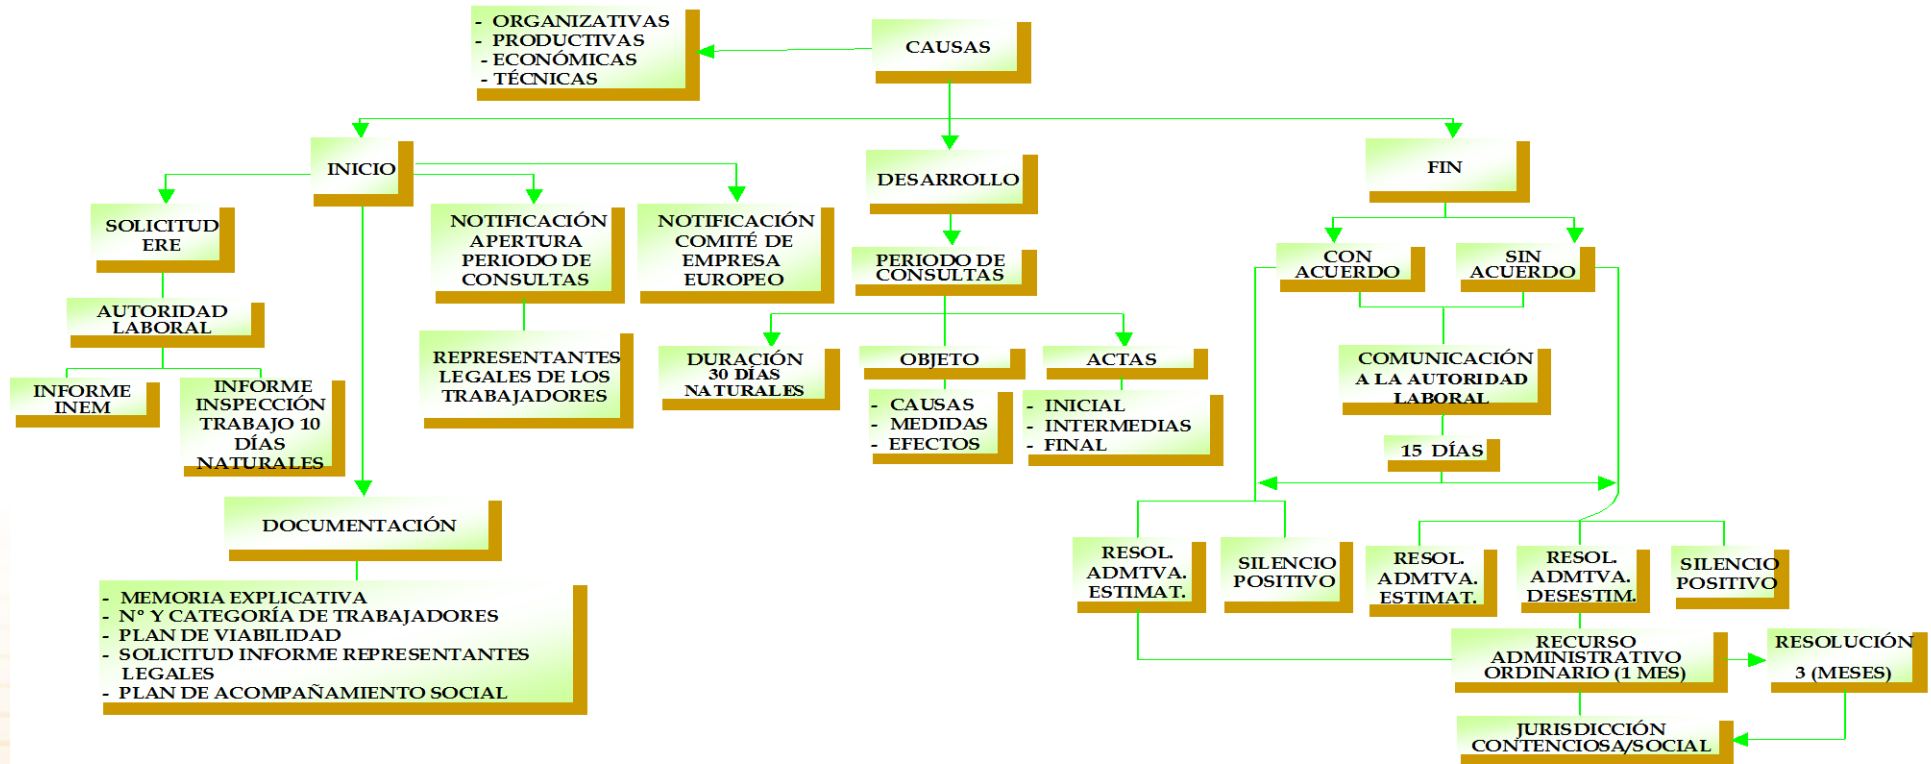 - ORGANIZATIVAS
- PRODUCTIVAS
- ECONÓMICAS
- TÉCNICAS
CAUSAS
INICIO
DESARROLLO
FIN
SOLICITUD
ERE
NOTIFICACIÓN
APERTURA
PERIODO DE
CONSULTAS
NOTIFICACIÓN
COMITÉ DE
EMPRESA
EUROPEO
PERIODO DE
CONSULTAS
CON
ACUERDO
SIN
ACUERDO
AUTORIDAD
LABORAL
REPRESENTANTES
LEGALES DE LOS
TRABAJADORES
DURACIÓN
30 DÍAS
NATURALES
OBJETO
ACTAS
COMUNICACIÓN
A LA AUTORIDAD
LABORAL
INFORME
INEM
INFORME
INSPECCIÓN
TRABAJO 10
DÍAS
NATURALES
- CAUSAS
- MEDIDAS
- EFECTOS
- INICIAL
- INTERMEDIAS
- FINAL
15 DÍAS
DOCUMENTACIÓN
RESOL.
ADMTVA.
ESTIMAT.
SILENCIO
POSITIVO
RESOL.
ADMTVA.
ESTIMAT.
RESOL.
ADMTVA.
DESESTIM.
SILENCIO
POSITIVO
- MEMORIA EXPLICATIVA
- Nº Y CATEGORÍA DE TRABAJADORES
- PLAN DE VIABILIDAD
- SOLICITUD INFORME REPRESENTANTES
LEGALES
- PLAN DE ACOMPAÑAMIENTO SOCIAL
RECURSO
ADMINISTRATIVO
ORDINARIO (1 MES)
RESOLUCIÓN
3 (MESES)
JURISDICCIÓN
CONTENCIOSA/SOCIAL